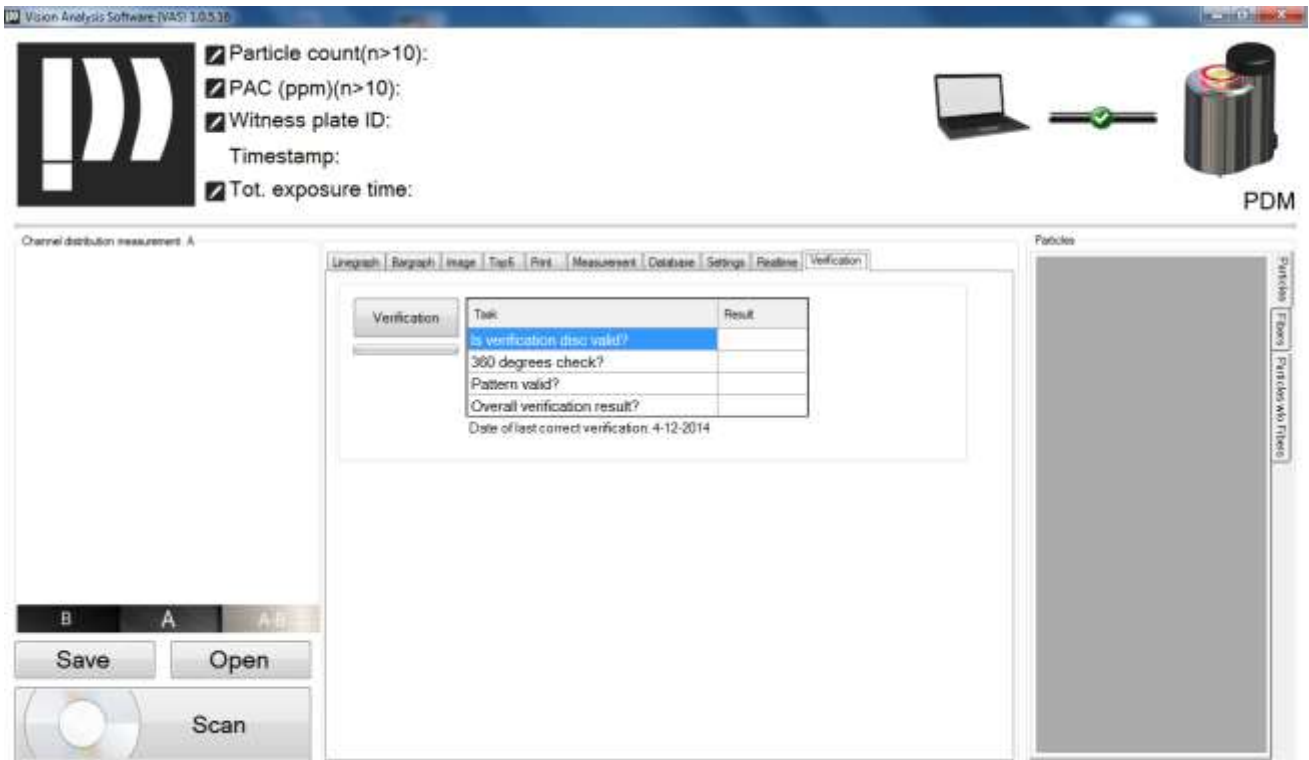 Vision Analysis Software (VAS) 1.0.5.16
Particle count(n>10):
PAC (ppm)(n>10):
Witness plate ID:
Timestamp:
Tot. exposure time:
PDM
Channel distribution measurement: A
Linegraph Bargraph Image Top5 Print Measurement Database Settings Realtime Verification
Verification
Task Result
Is verification disc valid?
360 degrees check?
Pattern valid?
Overall verification result?
Date of last correct verification: 4-12-2014
Particles
Particles
Fibers
Particles w/o Fibers
B A A-B
Save Open
Scan